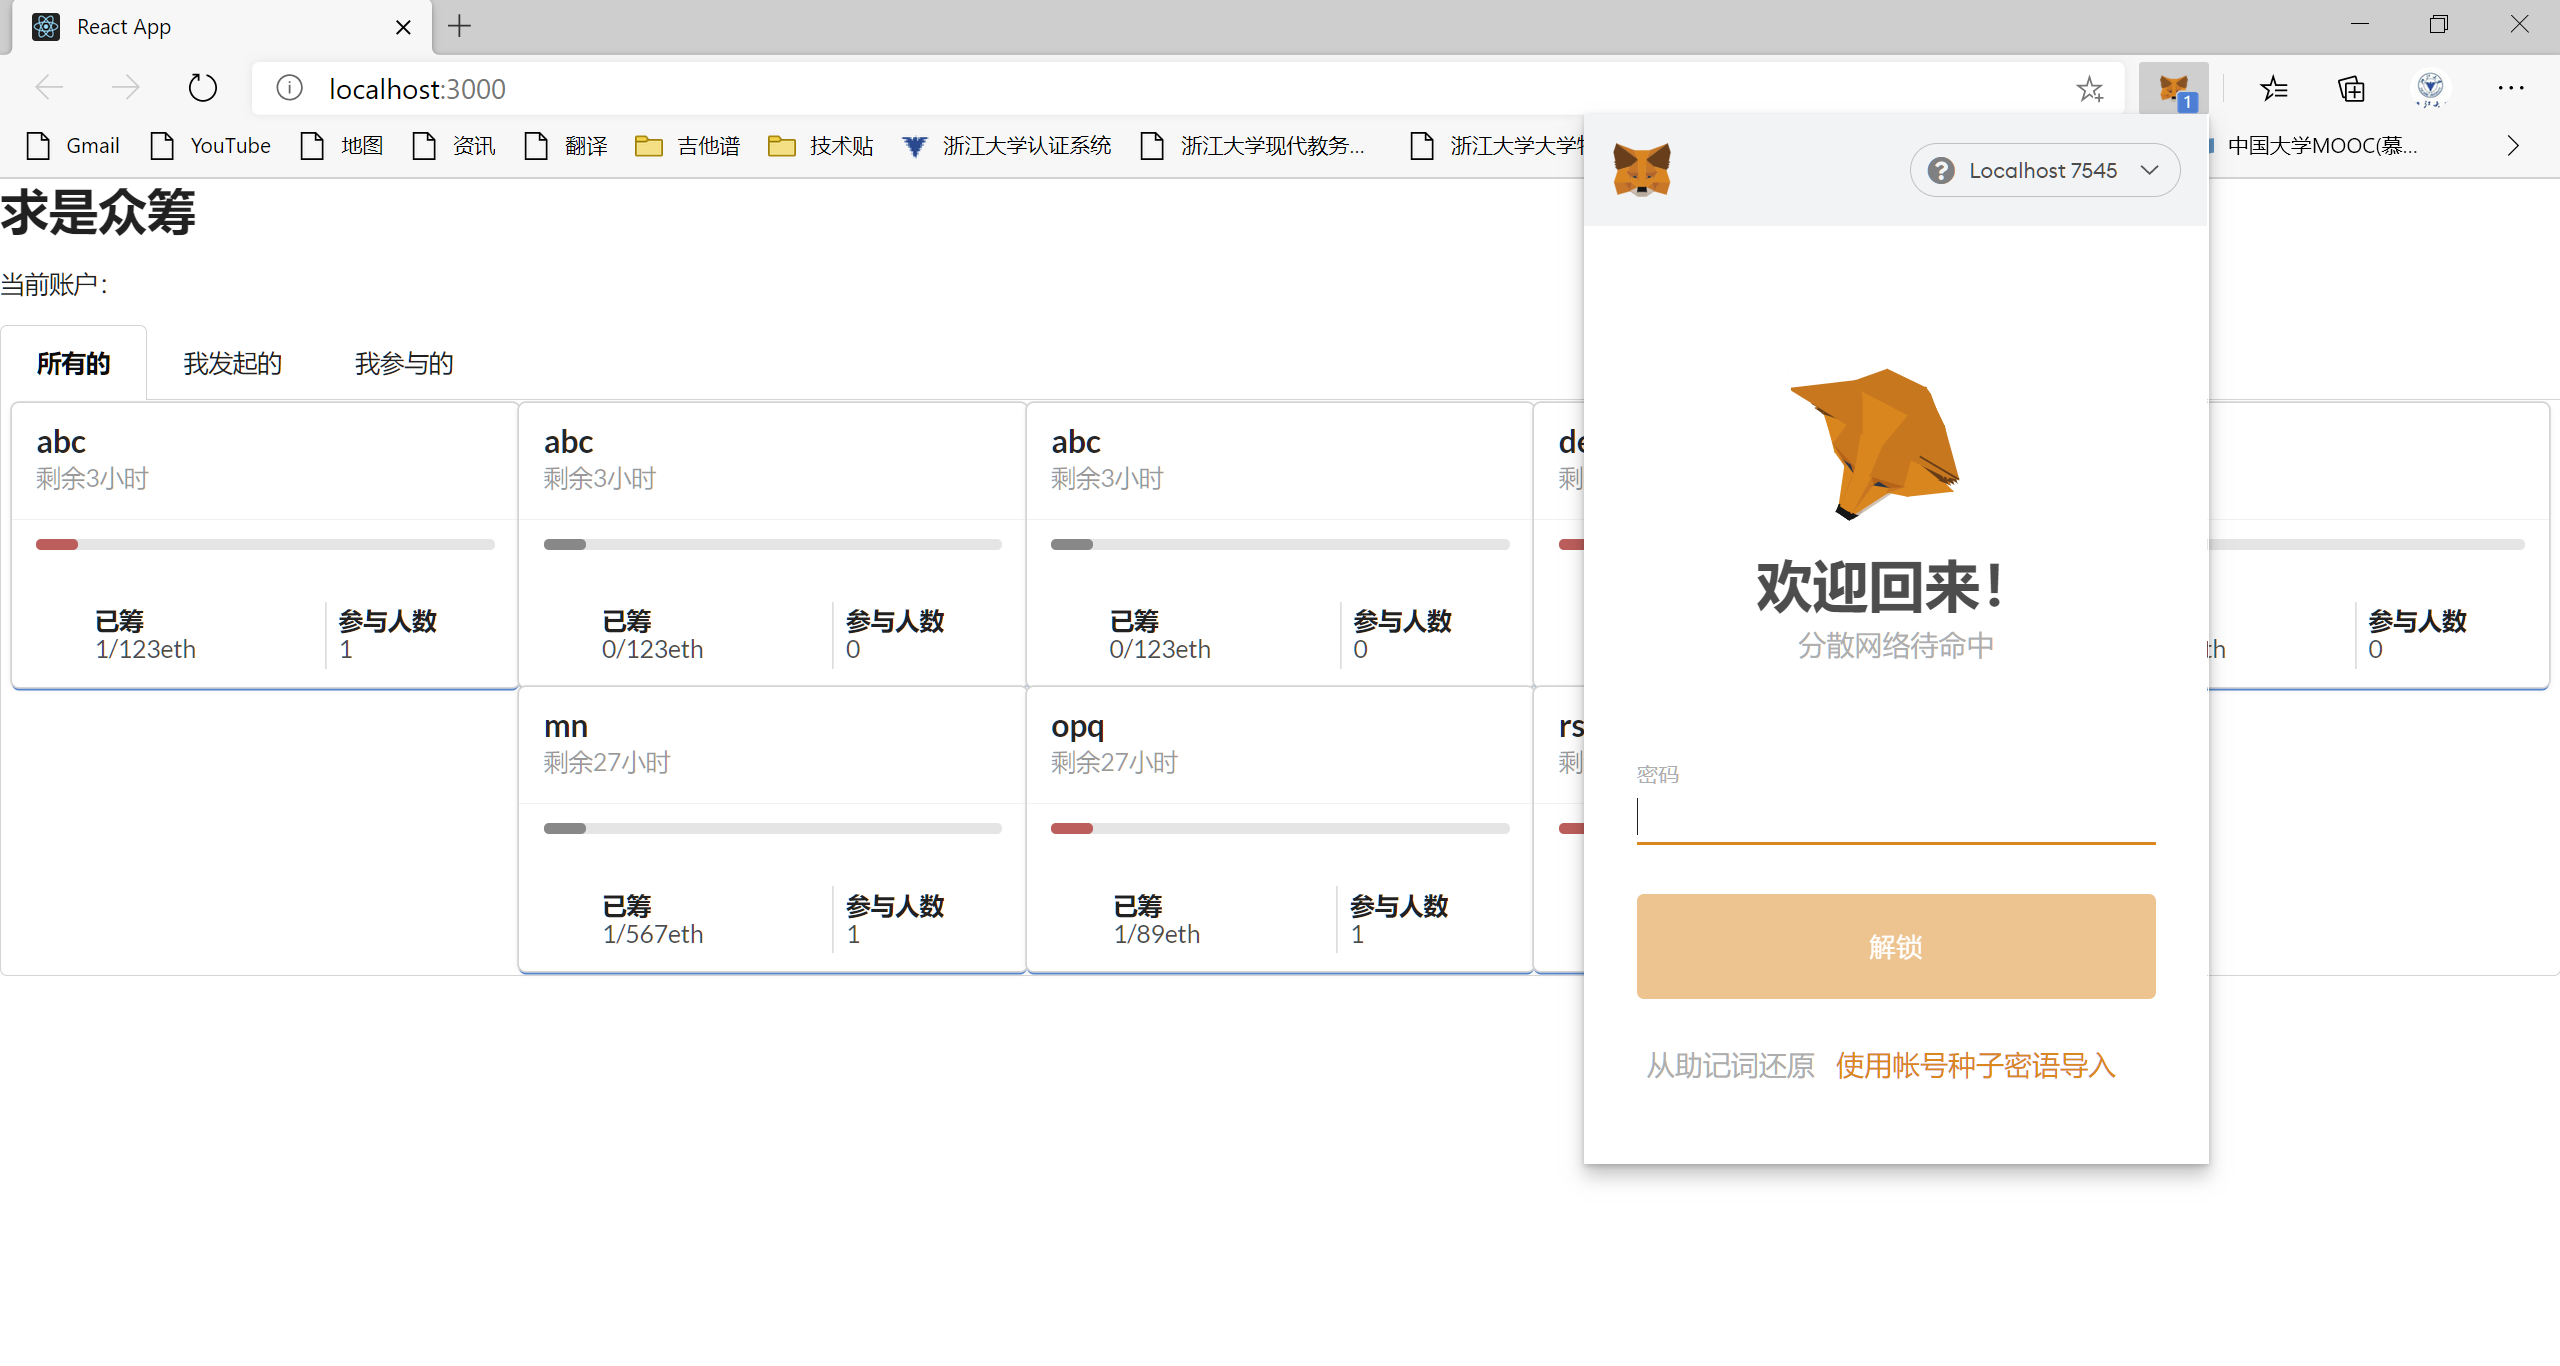 React App
localhost:3000
1
Gmail YouTube 地图 资讯 翻译 吉他谱 技术贴 浙江大学认证系统 浙江大学现代教务... 浙江大学大学 中国大学MOOC(慕...
求是众筹
当前账户：
所有的 我发起的 我参与的
abc
剩余3小时
已筹 参与人数
1/123eth 1
abc
剩余3小时
已筹 参与人数
0/123eth 0
abc
剩余3小时
已筹 参与人数
0/123eth 0
de
剩
th
参与人数
0
mn
剩余27小时
已筹 参与人数
1/567eth 1
opq
剩余27小时
已筹 参与人数
1/89eth 1
rs
剩
Localhost 7545
欢迎回来！
分散网络待命中
密码
解锁
从助记词还原 使用帐号种子密语导入